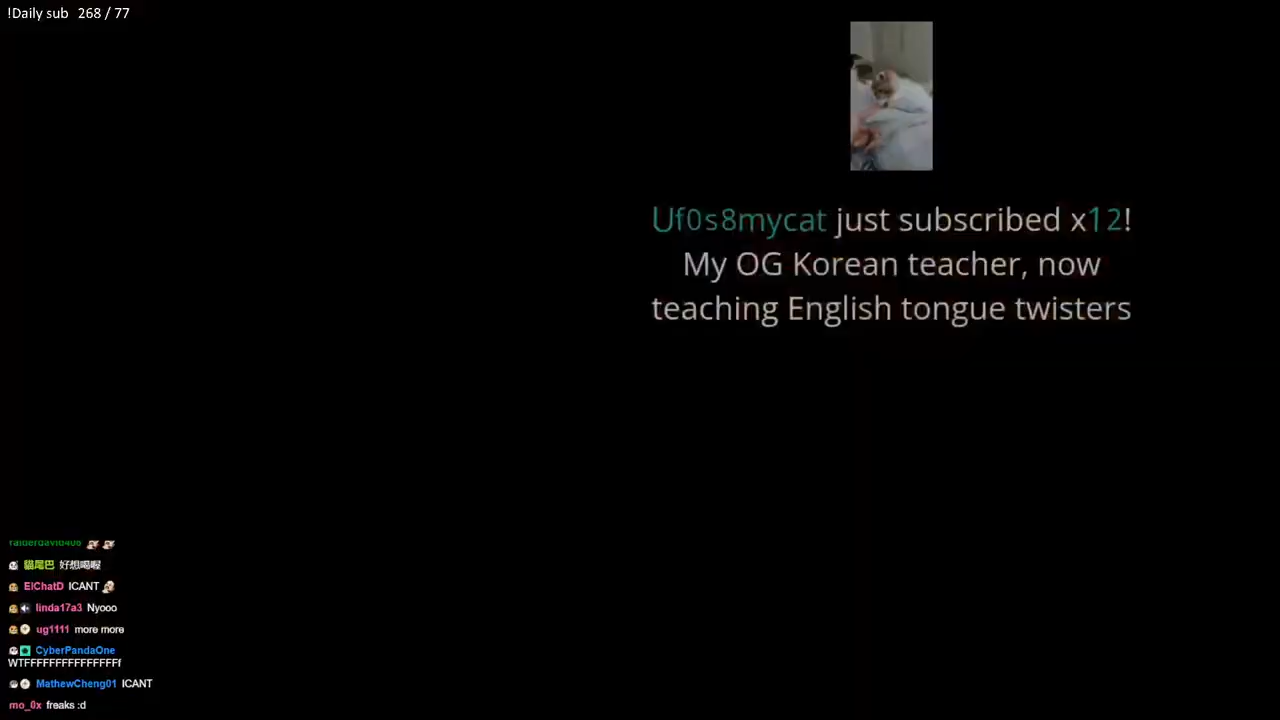 !Daily sub 268 / 77
Uf0s8mycat just subscribed x12!
My OG Korean teacher, now
teaching English tongue twisters
raiderdavid406
貓尾巴 好想喝喔
ElChatD ICANT
linda17a3 Nyooo
ug1111 more more
CyberPandaOne
WTFFFFFFFFFFFFFFf
MathewCheng01 ICANT
mo_0x freaks :d